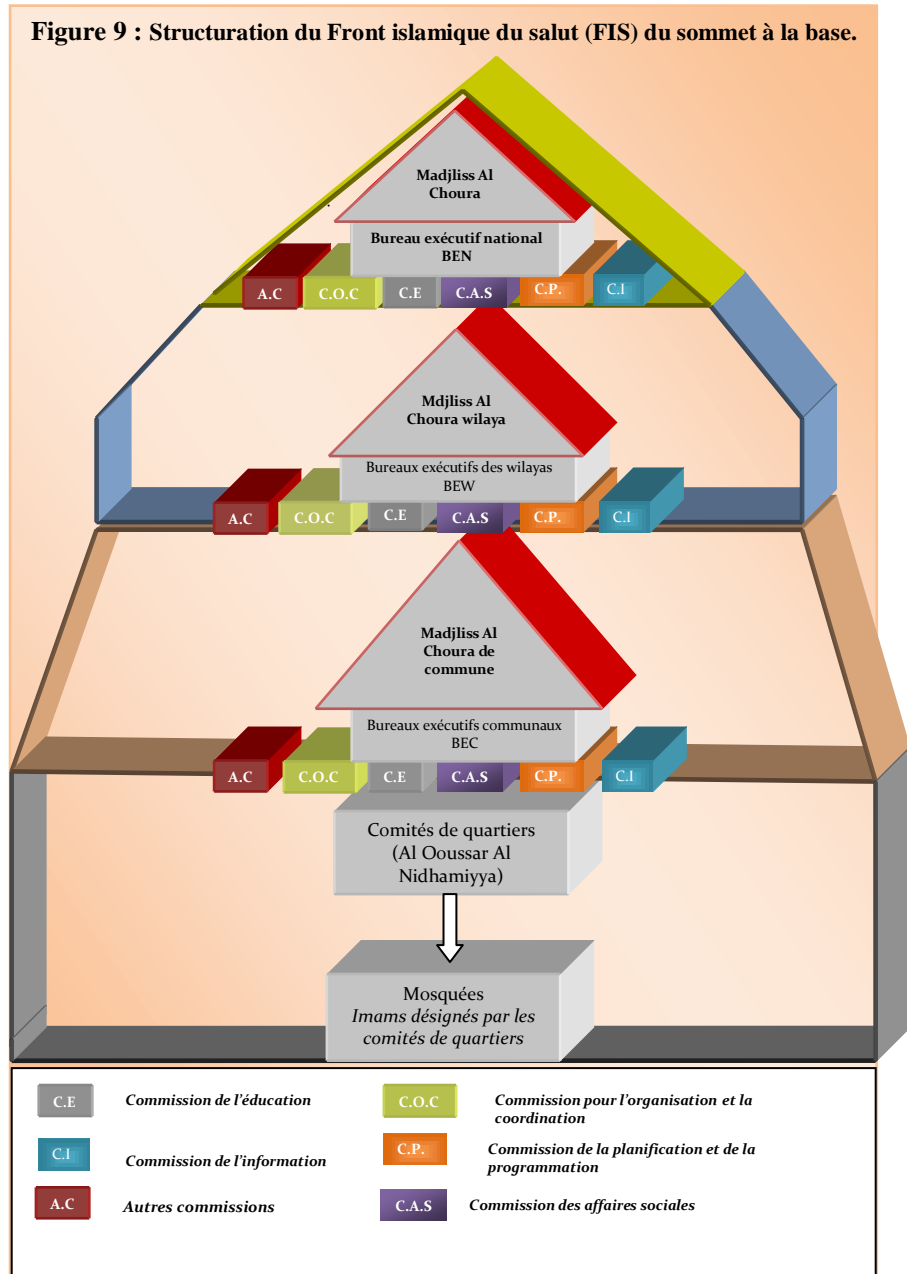 Figure 9 : Structuration du Front islamique du salut (FIS) du sommet à la base.
Madjliss Al
Choura
Bureau exécutif national
BEN
A.C
C.O.C
C.E
C.A.S
C.P.
C.I
Mdjliss Al
Choura wilaya
Bureaux exécutifs des wilayas
BEW
A.C
C.O.C
C.E
C.A.S
C.P.
C.I
Madjliss Al
Choura de
commune
Bureaux exécutifs communaux
BEC
A.C
C.O.C
C.E
C.A.S
C.P.
C.I
Comités de quartiers
(Al Ooussar Al
Nidhamiyya)
Mosquées
Imams désignés par les
comités de quartiers
C.E
Commission de l'éducation
C.O.C
Commission pour l'organisation et la
coordination
C.I
Commission de l'information
C.P.
Commission de la planification et de la
programmation
A.C
Autres commissions
C.A.S
Commission des affaires sociales